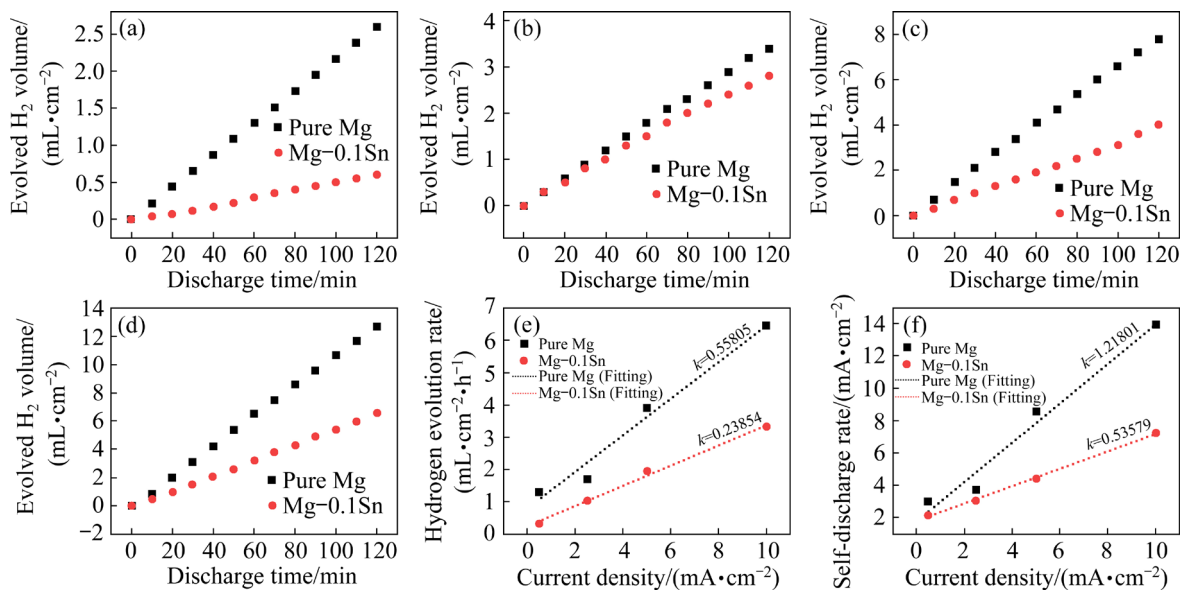 (a)
Evolved H₂ volume/
(mL•cm⁻²)
2.5
2.0
1.5
1.0
0.5
0
Pure Mg
Mg−0.1Sn
0 20 40 60 80 100 120
Discharge time/min
(b)
Evolved H₂ volume/
(mL•cm⁻²)
4
3
2
1
0
Pure Mg
Mg−0.1Sn
0 20 40 60 80 100 120
Discharge time/min
(c)
Evolved H₂ volume/
(mL•cm⁻²)
8
6
4
2
0
Pure Mg
Mg−0.1Sn
0 20 40 60 80 100 120
Discharge time/min
(d)
Evolved H₂ volume/
(mL•cm⁻²)
14
12
10
8
6
4
2
0
−2
Pure Mg
Mg−0.1Sn
0 20 40 60 80 100 120
Discharge time/min
(e)
Hydrogen evolution rate/
(mL•cm⁻²•h⁻¹)
7
6
5
4
3
2
1
0
Pure Mg
Mg−0.1Sn
Pure Mg (Fitting)
Mg−0.1Sn (Fitting)
k=0.55805
k=0.23854
0 2 4 6 8 10
Current density/(mA•cm⁻²)
(f)
Self-discharge rate/(mA•cm⁻²)
14
12
10
8
6
4
2
Pure Mg
Mg−0.1Sn
Pure Mg (Fitting)
Mg−0.1Sn (Fitting)
k=1.21801
k=0.53579
0 2 4 6 8 10
Current density/(mA•cm⁻²)